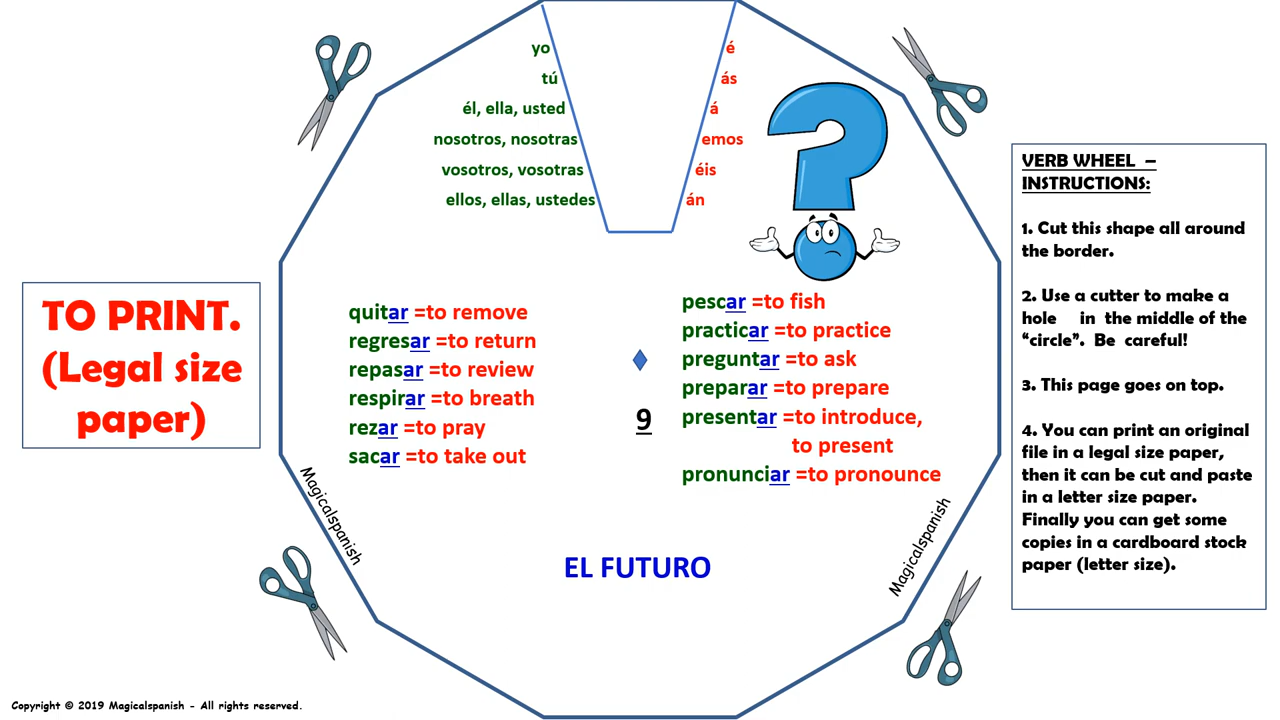 yo é
tú ás
él, ella, usted á
nosotros, nosotras emos
vosotros, vosotras éis
ellos, ellas, ustedes án
TO PRINT.
(Legal size
paper)
quitar =to remove
regresar =to return
repasar =to review
respirar =to breath
rezar =to pray
sacar =to take out
9
pescar =to fish
practicar =to practice
preguntar =to ask
preparar =to prepare
presentar =to introduce,
to present
pronunciar =to pronounce
Magicalspanish
Magicalspanish
EL FUTURO
VERB WHEEL –
INSTRUCTIONS:
1. Cut this shape all around
the border.
2. Use a cutter to make a
hole in the middle of the
“circle”. Be careful!
3. This page goes on top.
4. You can print an original
file in a legal size paper,
then it can be cut and paste
in a letter size paper.
Finally you can get some
copies in a cardboard stock
paper (letter size).
Copyright © 2019 Magicalspanish - All rights reserved.